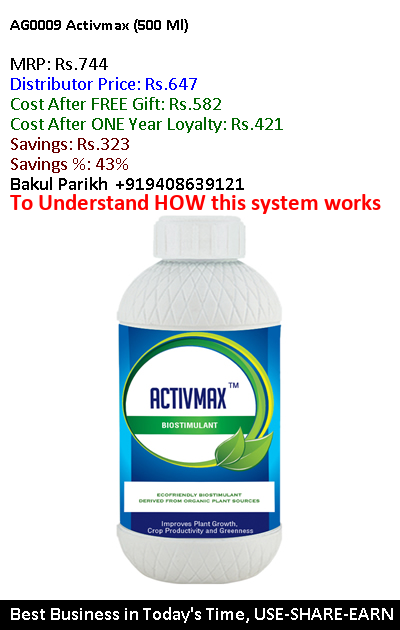 AG0009 Activmax (500 Ml)
MRP: Rs.744
Distributor Price: Rs.647
Cost After FREE Gift: Rs.582
Cost After ONE Year Loyalty: Rs.421
Savings: Rs.323
Savings %: 43%
Bakul Parikh +919408639121
To Understand HOW this system works
ACTIVMAX™
BIOSTIMULANT
ECOFRIENDLY BIOSTIMULANT
DERIVED FROM ORGANIC PLANT SOURCES
Improves Plant Growth,
Crop Productivity and Greenness
Best Business in Today's Time, USE-SHARE-EARN